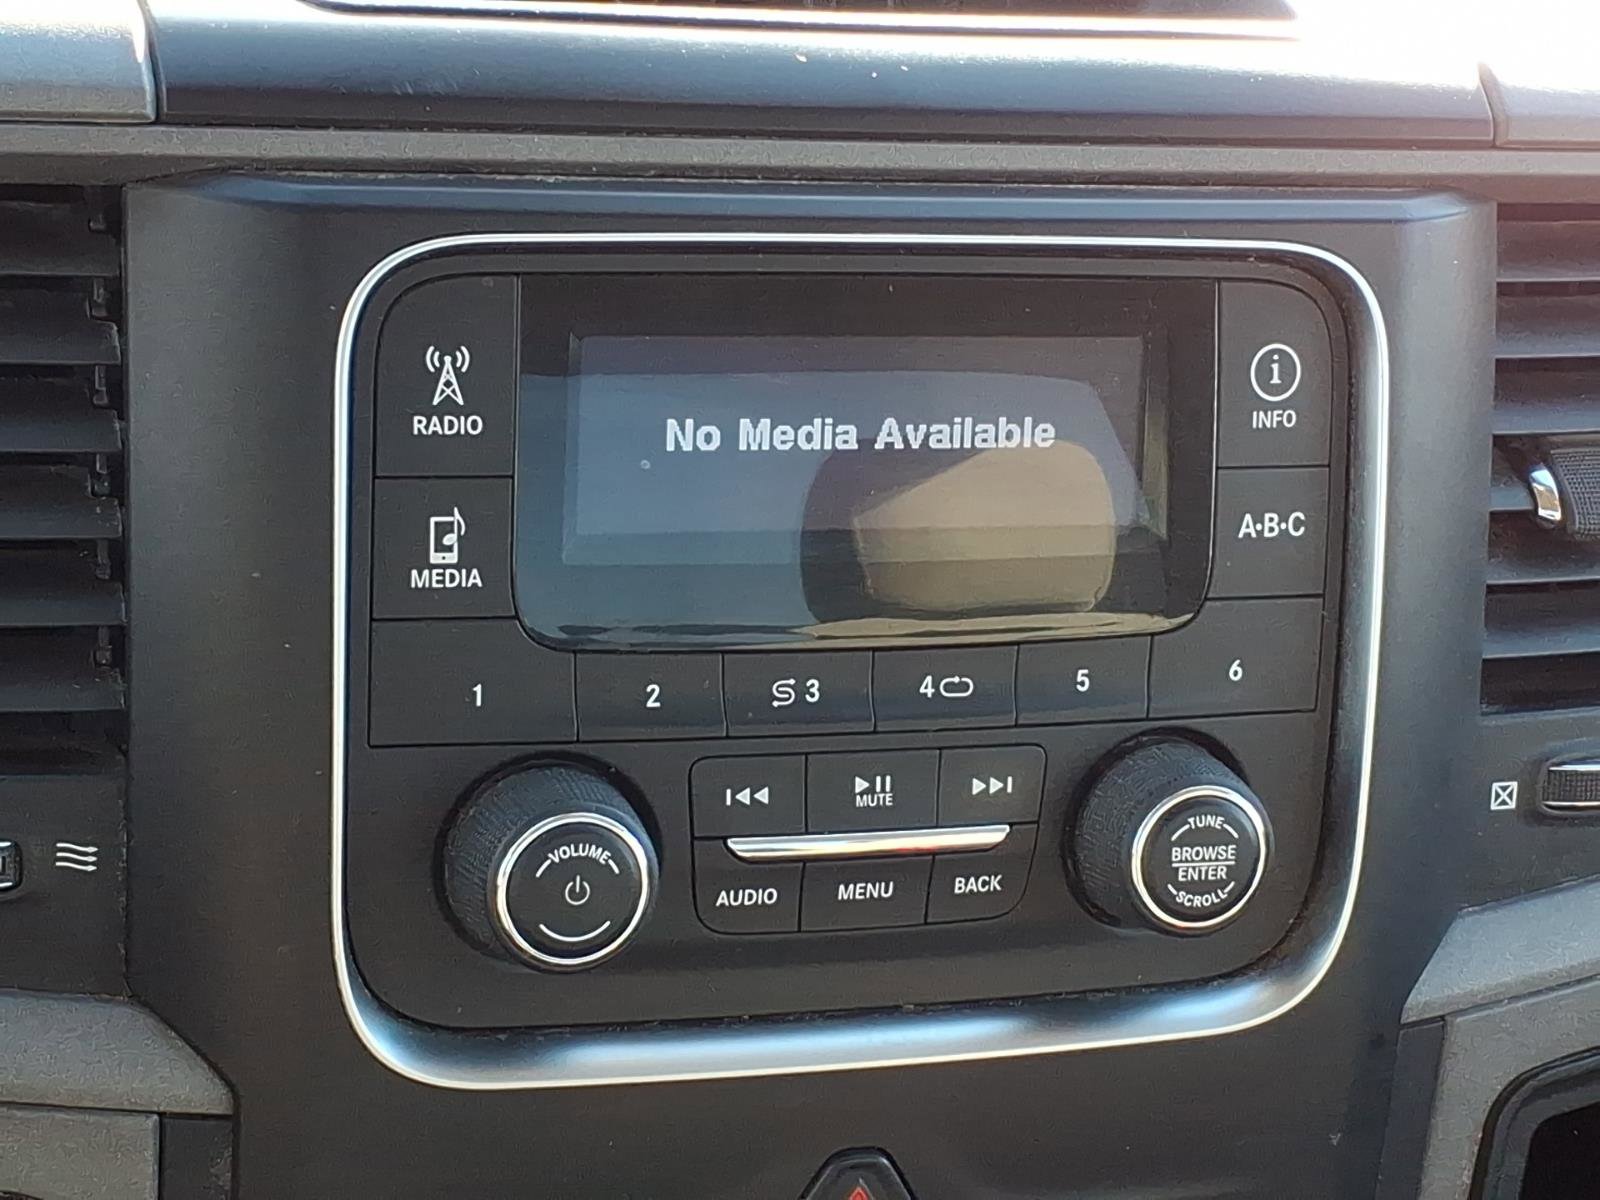 RADIO
No Media Available
i
INFO
MEDIA
A•B•C
1
2
3
4
5
6
VOLUME
MUTE
AUDIO
MENU
BACK
TUNE
BROWSE
ENTER
SCROLL